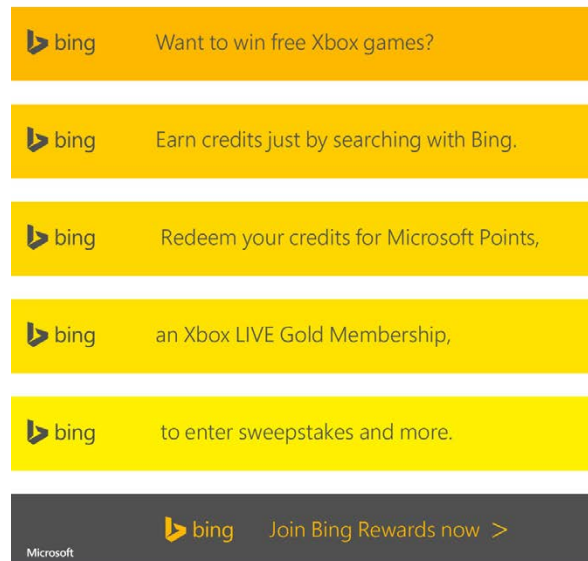 bing Want to win free Xbox games?
bing Earn credits just by searching with Bing.
bing Redeem your credits for Microsoft Points,
bing an Xbox LIVE Gold Membership,
bing to enter sweepstakes and more.
bing Join Bing Rewards now >
Microsoft